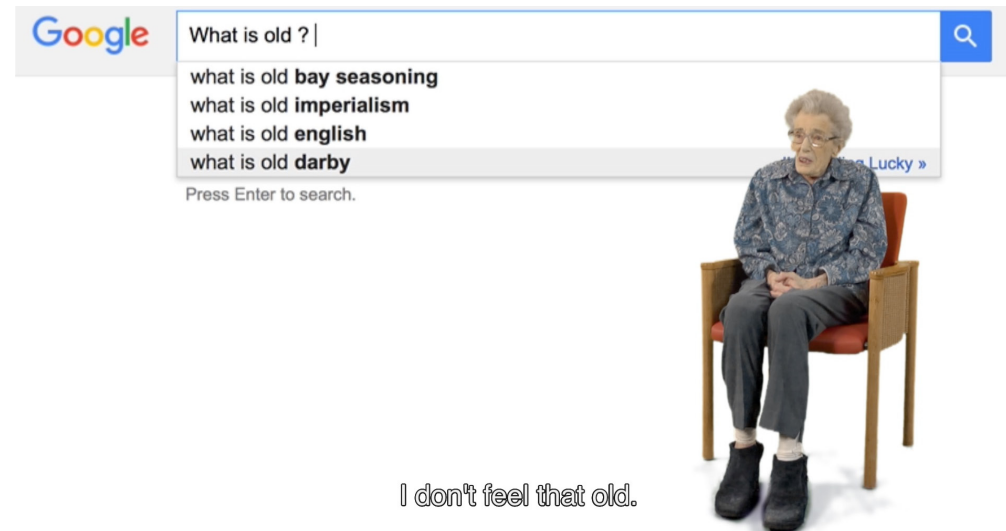 Google
What is old ?
what is old bay seasoning
what is old imperialism
what is old english
what is old darby
Lucky »
Press Enter to search.
I don't feel that old.